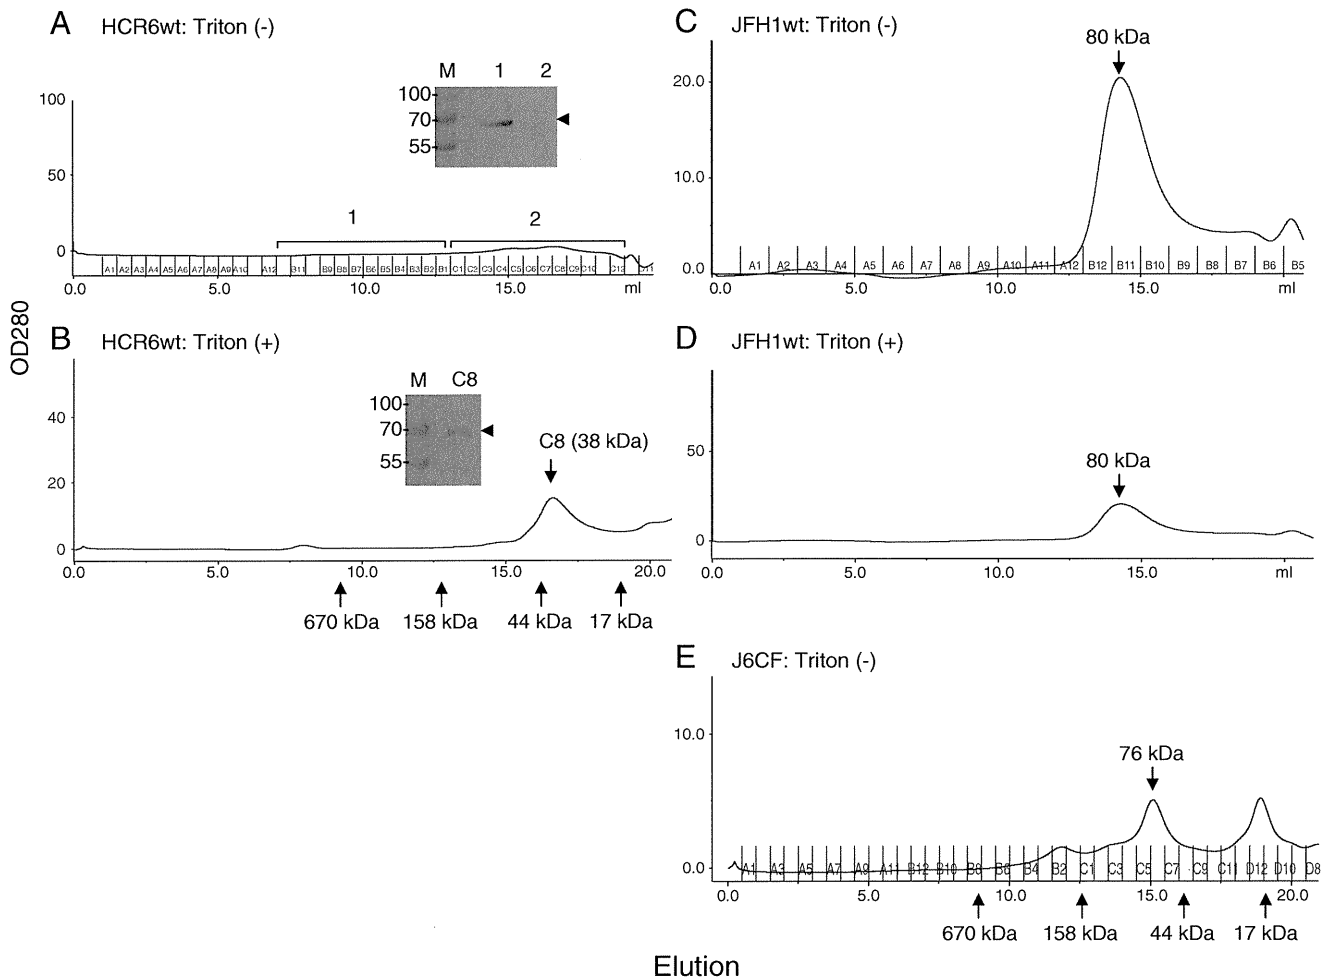 A HCR6wt: Triton (-)
M 1 2
100
70
55
100
50
0
1
2
A1 A2 A3 A4 A5 A6 A7 A8 A9 A10 A12 B11 B9 B8 B7 B6 B5 B4 B3 B2 B1 C1 C2 C3 C4 C5 C6 C7 C8 C9 C10 C12 D11
0.0 5.0 10.0 15.0 ml
B HCR6wt: Triton (+)
M C8
100
70
55
C8 (38 kDa)
40
20
0
0.0 5.0 10.0 15.0 20.0
670 kDa 158 kDa 44 kDa 17 kDa
OD280
C JFH1wt: Triton (-)
80 kDa
20.0
10.0
0.0
A1 A2 A3 A4 A5 A6 A7 A8 A9 A10 A11 A12 B12 B11 B10 B9 B8 B7 B6 B5
0.0 5.0 10.0 15.0 ml
D JFH1wt: Triton (+)
80 kDa
50
0
0.0 5.0 10.0 15.0 ml
E J6CF: Triton (-)
76 kDa
10.0
0.0
A1 A3 A5 A7 A9 A11 B12 B10 B8 B6 B4 B2 C1 C3 C5 C7 C9 C11 D12 D10 D8
0.0 5.0 10.0 15.0 20.0
670 kDa 158 kDa 44 kDa 17 kDa
Elution